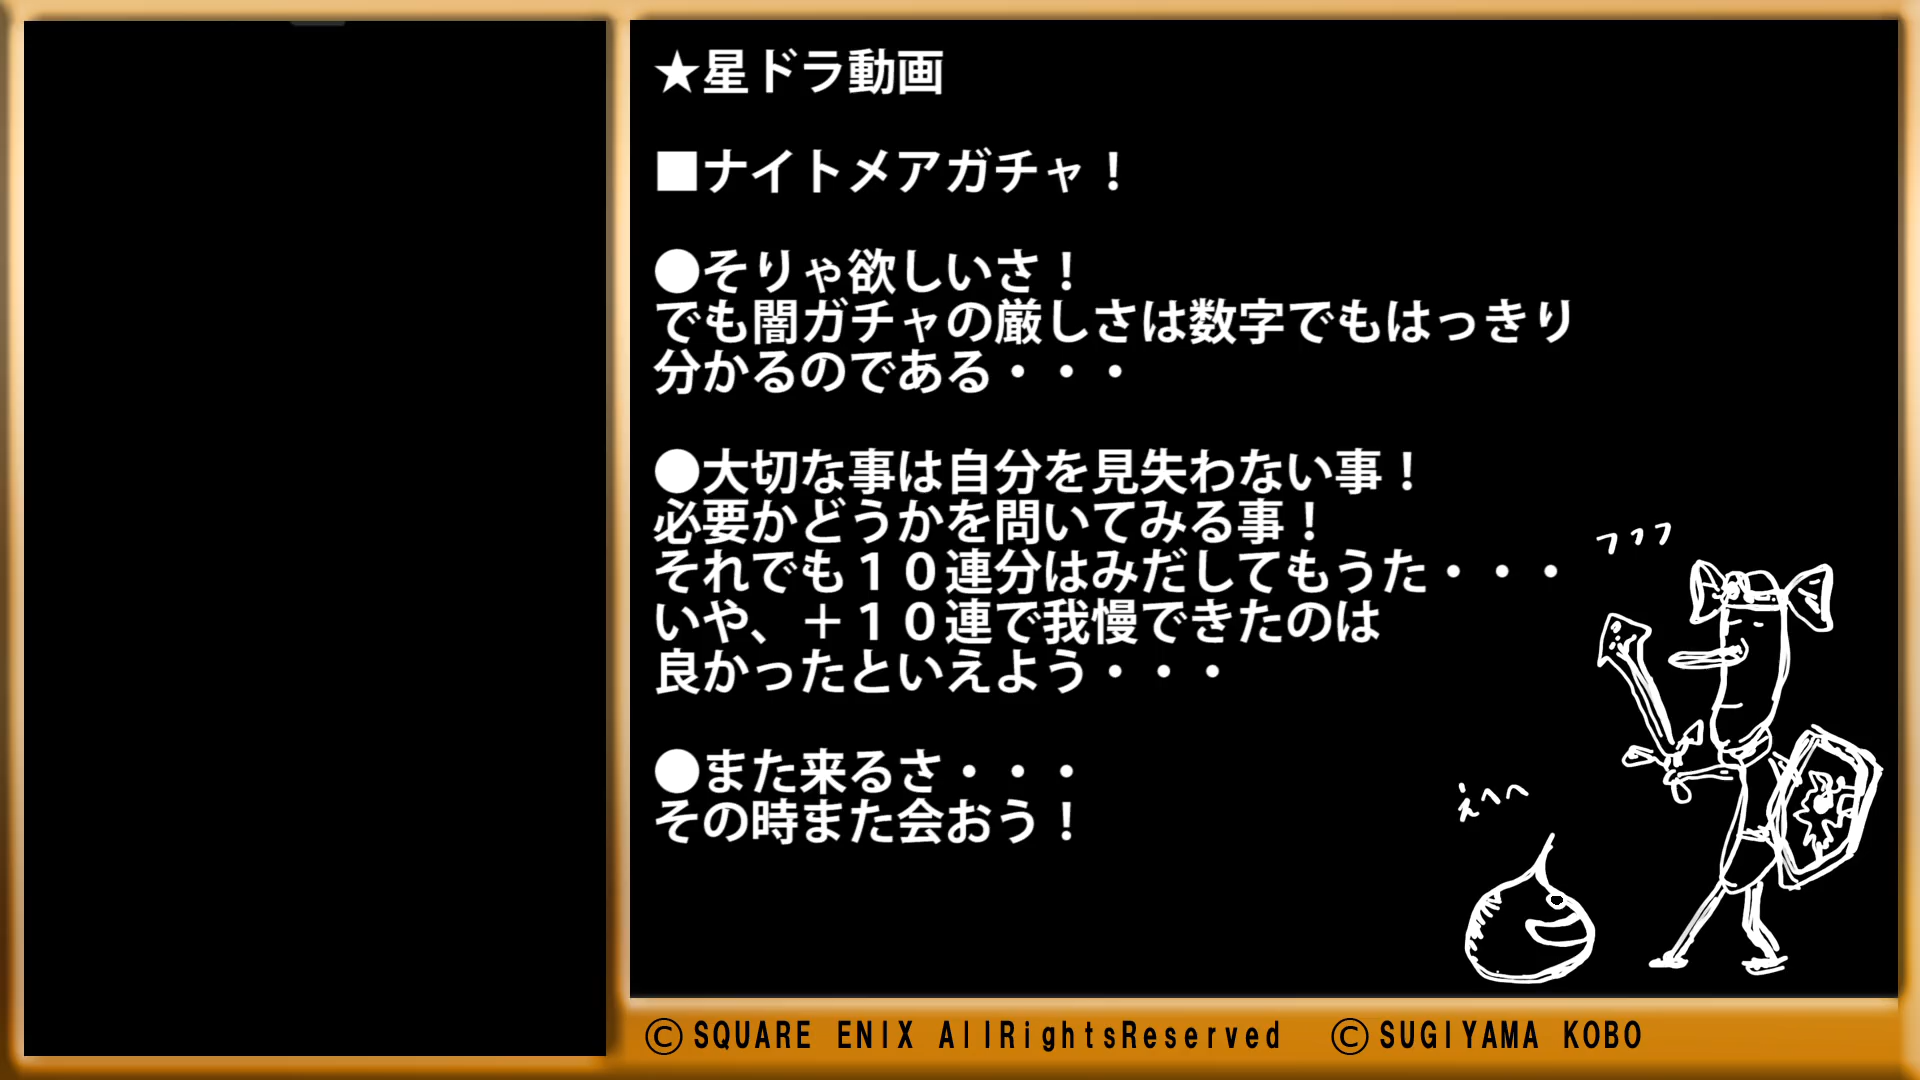 ★星ドラ動画
■ナイトメアガチャ！
●そりゃ欲しいさ！
でも闇ガチャの厳しさは数字でもはっきり
分かるのである・・・
●大切な事は自分を見失わない事！
必要かどうかを問いてみる事！
それでも１０連分はみだしてもうた・・・
いや、＋１０連で我慢できたのは
良かったといえよう・・・
●また来るさ・・・
その時また会おう！
フフフ
えへへ
©SQUARE ENIX AllRightsReserved ©SUGIYAMA KOBO